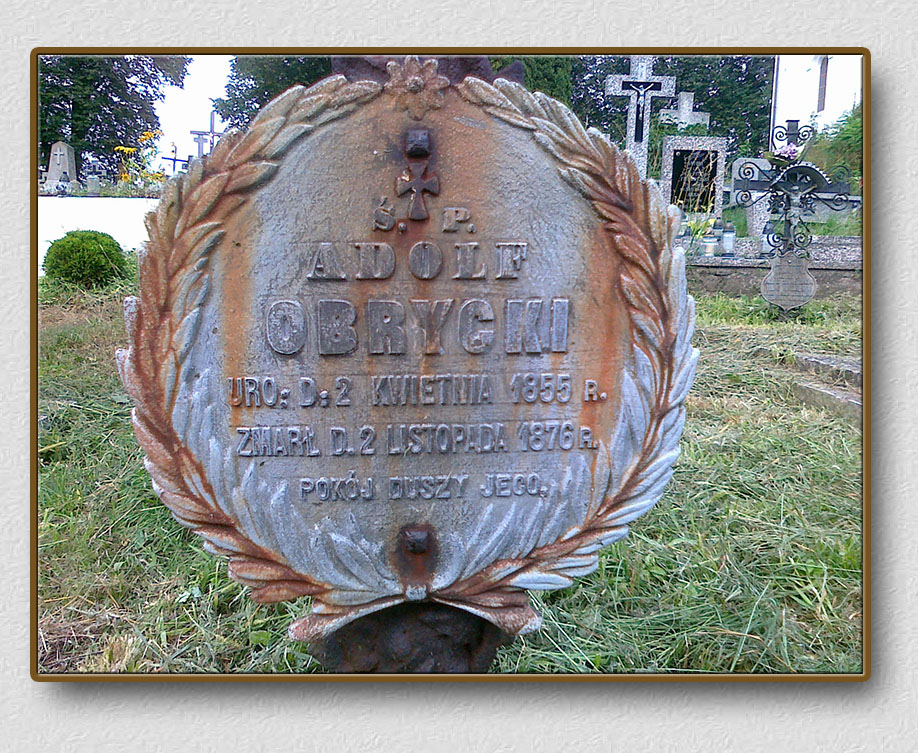 Ś. P.
ADOLF
OBRYCKI
URO: D: 2 KWIETNIA 1855 R.
ZMARŁ D. 2 LISTOPADA 1876 R.
POKÓJ DUSZY JEGO.